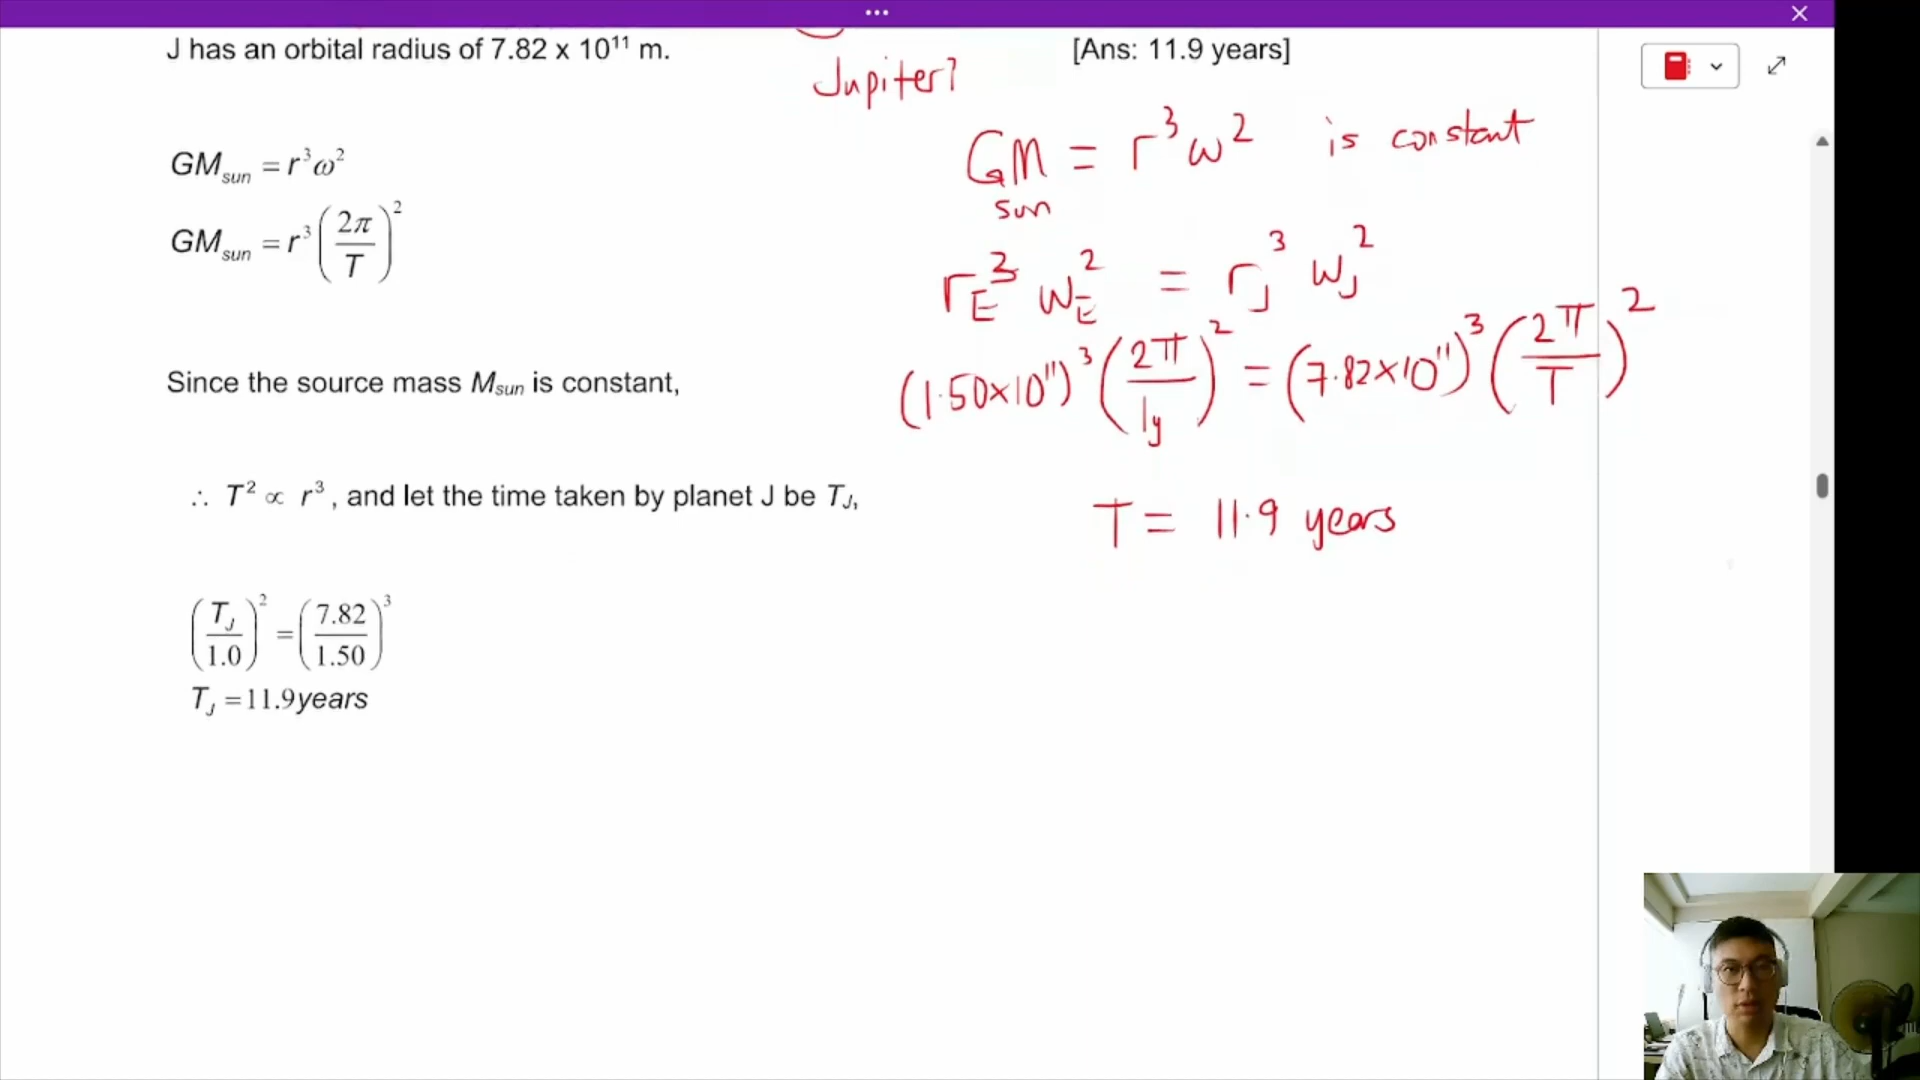 J has an orbital radius of 7.82 x 10¹¹ m.
[Ans: 11.9 years]
Jupiter?
GM_sun = r³ω²
GM_sun = r³ (2π/T)²
Since the source mass M_sun is constant,
∴ T² ∝ r³, and let the time taken by planet J be T_J,
(T_J/1.0)² = (7.82/1.50)³
T_J = 11.9 years
GM_sun = r³ω² is constant
r_E³ ω_E² = r_J³ ω_J²
(1.50×10¹¹)³ (2π/1y)² = (7.82×10¹¹)³ (2π/T)²
T = 11.9 years